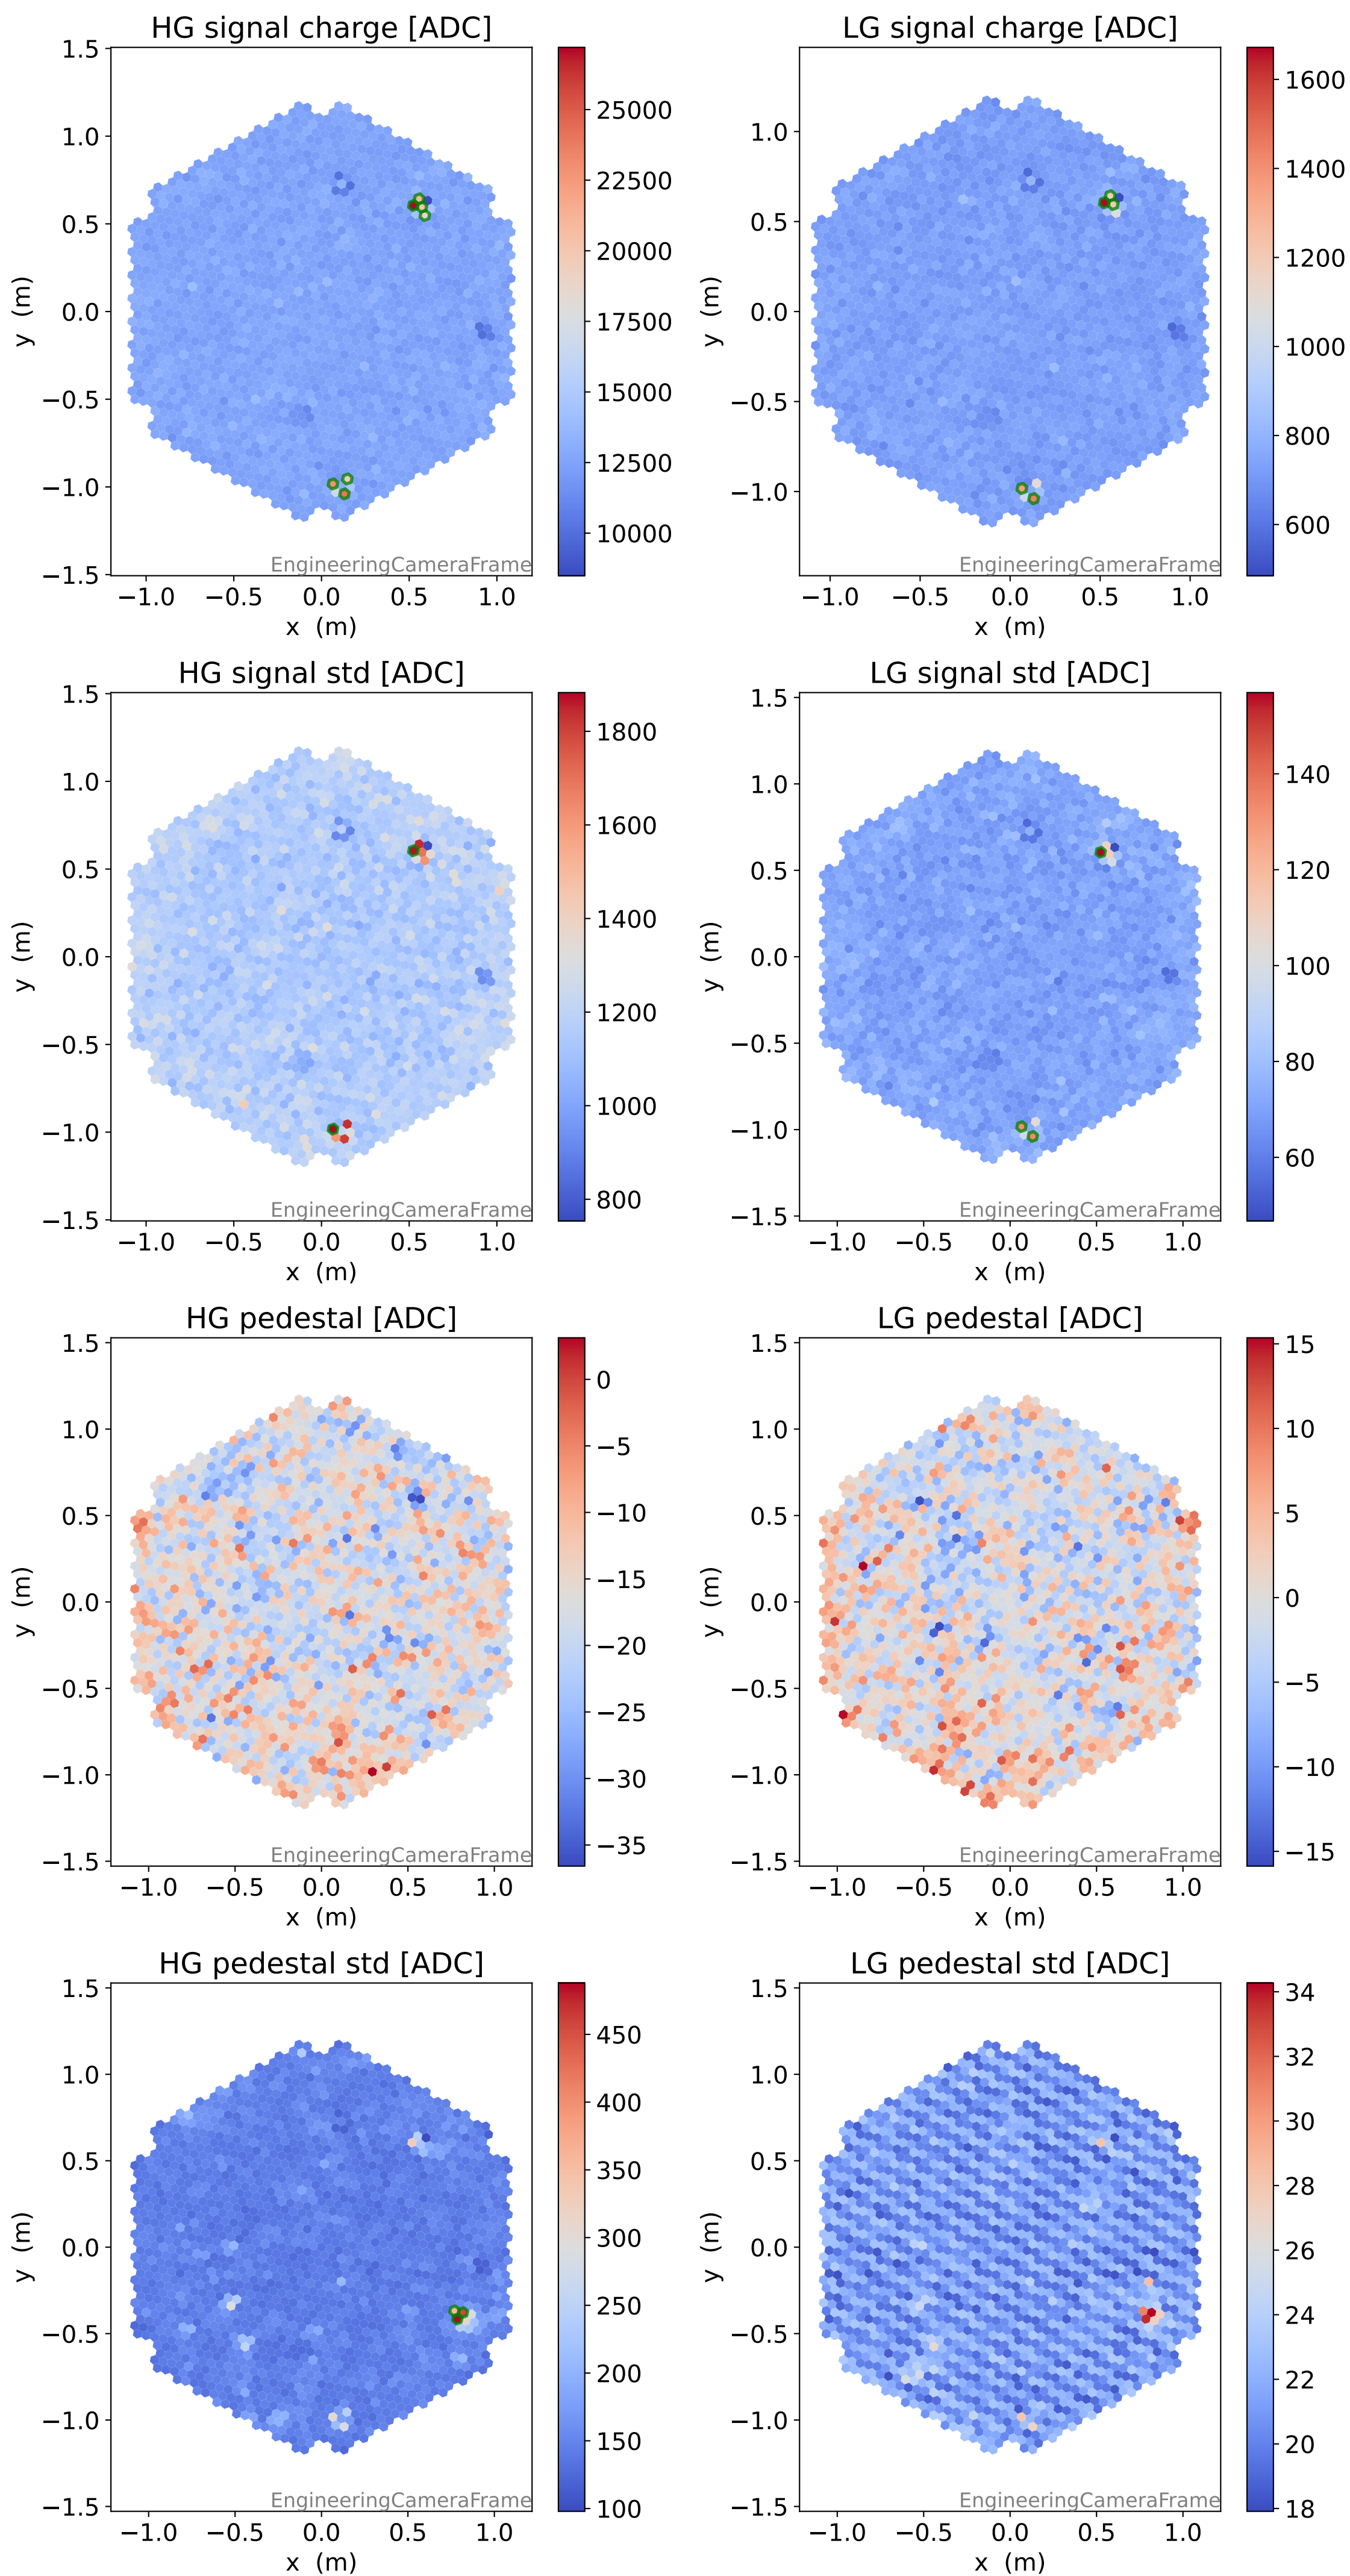 HG signal charge [ADC]
1.5
1.0
0.5
0.0
−0.5
−1.0
−1.5
y (m)
−1.0 −0.5 0.0 0.5 1.0
x (m)
EngineeringCameraFrame
25000
22500
20000
17500
15000
12500
10000
LG signal charge [ADC]
1.0
0.5
0.0
−0.5
−1.0
y (m)
−1.0 −0.5 0.0 0.5 1.0
x (m)
EngineeringCameraFrame
1600
1400
1200
1000
800
600
HG signal std [ADC]
1.5
1.0
0.5
0.0
−0.5
−1.0
−1.5
y (m)
−1.0 −0.5 0.0 0.5 1.0
x (m)
EngineeringCameraFrame
1800
1600
1400
1200
1000
800
LG signal std [ADC]
1.5
1.0
0.5
0.0
−0.5
−1.0
−1.5
y (m)
−1.0 −0.5 0.0 0.5 1.0
x (m)
EngineeringCameraFrame
140
120
100
80
60
HG pedestal [ADC]
1.5
1.0
0.5
0.0
−0.5
−1.0
−1.5
y (m)
−1.0 −0.5 0.0 0.5 1.0
x (m)
EngineeringCameraFrame
0
−5
−10
−15
−20
−25
−30
−35
LG pedestal [ADC]
1.5
1.0
0.5
0.0
−0.5
−1.0
−1.5
y (m)
−1.0 −0.5 0.0 0.5 1.0
x (m)
EngineeringCameraFrame
15
10
5
0
−5
−10
−15
HG pedestal std [ADC]
1.5
1.0
0.5
0.0
−0.5
−1.0
−1.5
y (m)
−1.0 −0.5 0.0 0.5 1.0
x (m)
EngineeringCameraFrame
450
400
350
300
250
200
150
100
LG pedestal std [ADC]
1.5
1.0
0.5
0.0
−0.5
−1.0
−1.5
y (m)
−1.0 −0.5 0.0 0.5 1.0
x (m)
EngineeringCameraFrame
34
32
30
28
26
24
22
20
18